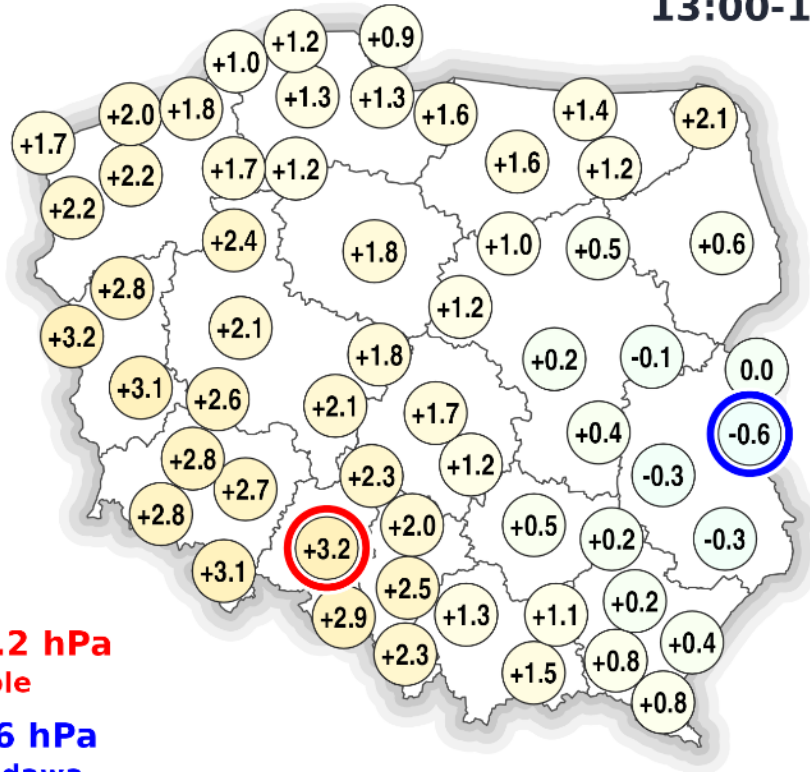 13:00-1
+1.2 +0.9
+1.0
+1.3 +1.3
+2.0 +1.8 +1.6 +1.4 +2.1
+1.7
+2.2 +1.7 +1.2 +1.6 +1.2
+2.2
+2.4 +1.8 +1.0 +0.5 +0.6
+2.8 +1.2
+3.2 +2.1
+1.8 +0.2 -0.1 0.0
+3.1 +2.6 +2.1 +1.7
+0.4 -0.6
+2.8 +2.3 +1.2 -0.3
+2.7
+2.8 +2.0 +0.5 +0.2 -0.3
+3.2
+3.1 +2.5 +0.2
+2.9 +1.3 +1.1
+2.3 +0.8 +0.4
+1.5 +0.8
.2 hPa
ole
6 hPa
dawa